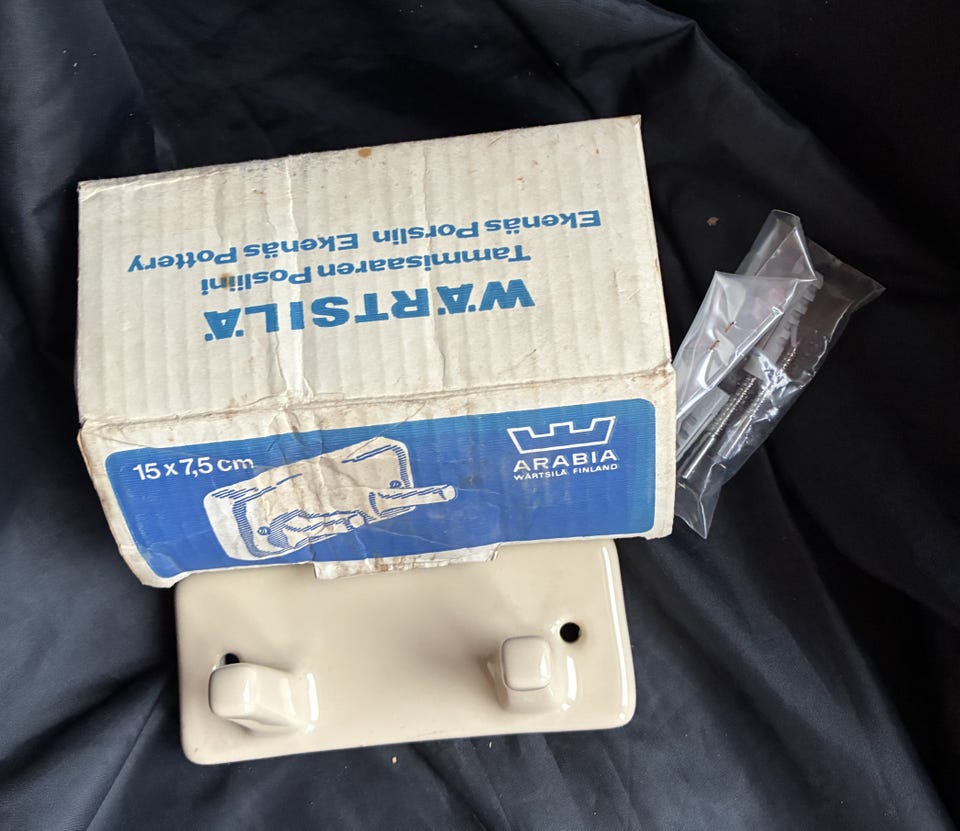 WÄRTSILÄ
Tammisaaren Posliini
Ekenäs Porslin Ekenäs Pottery
15 x 7,5 cm
ARABIA
WÄRTSILÄ FINLAND